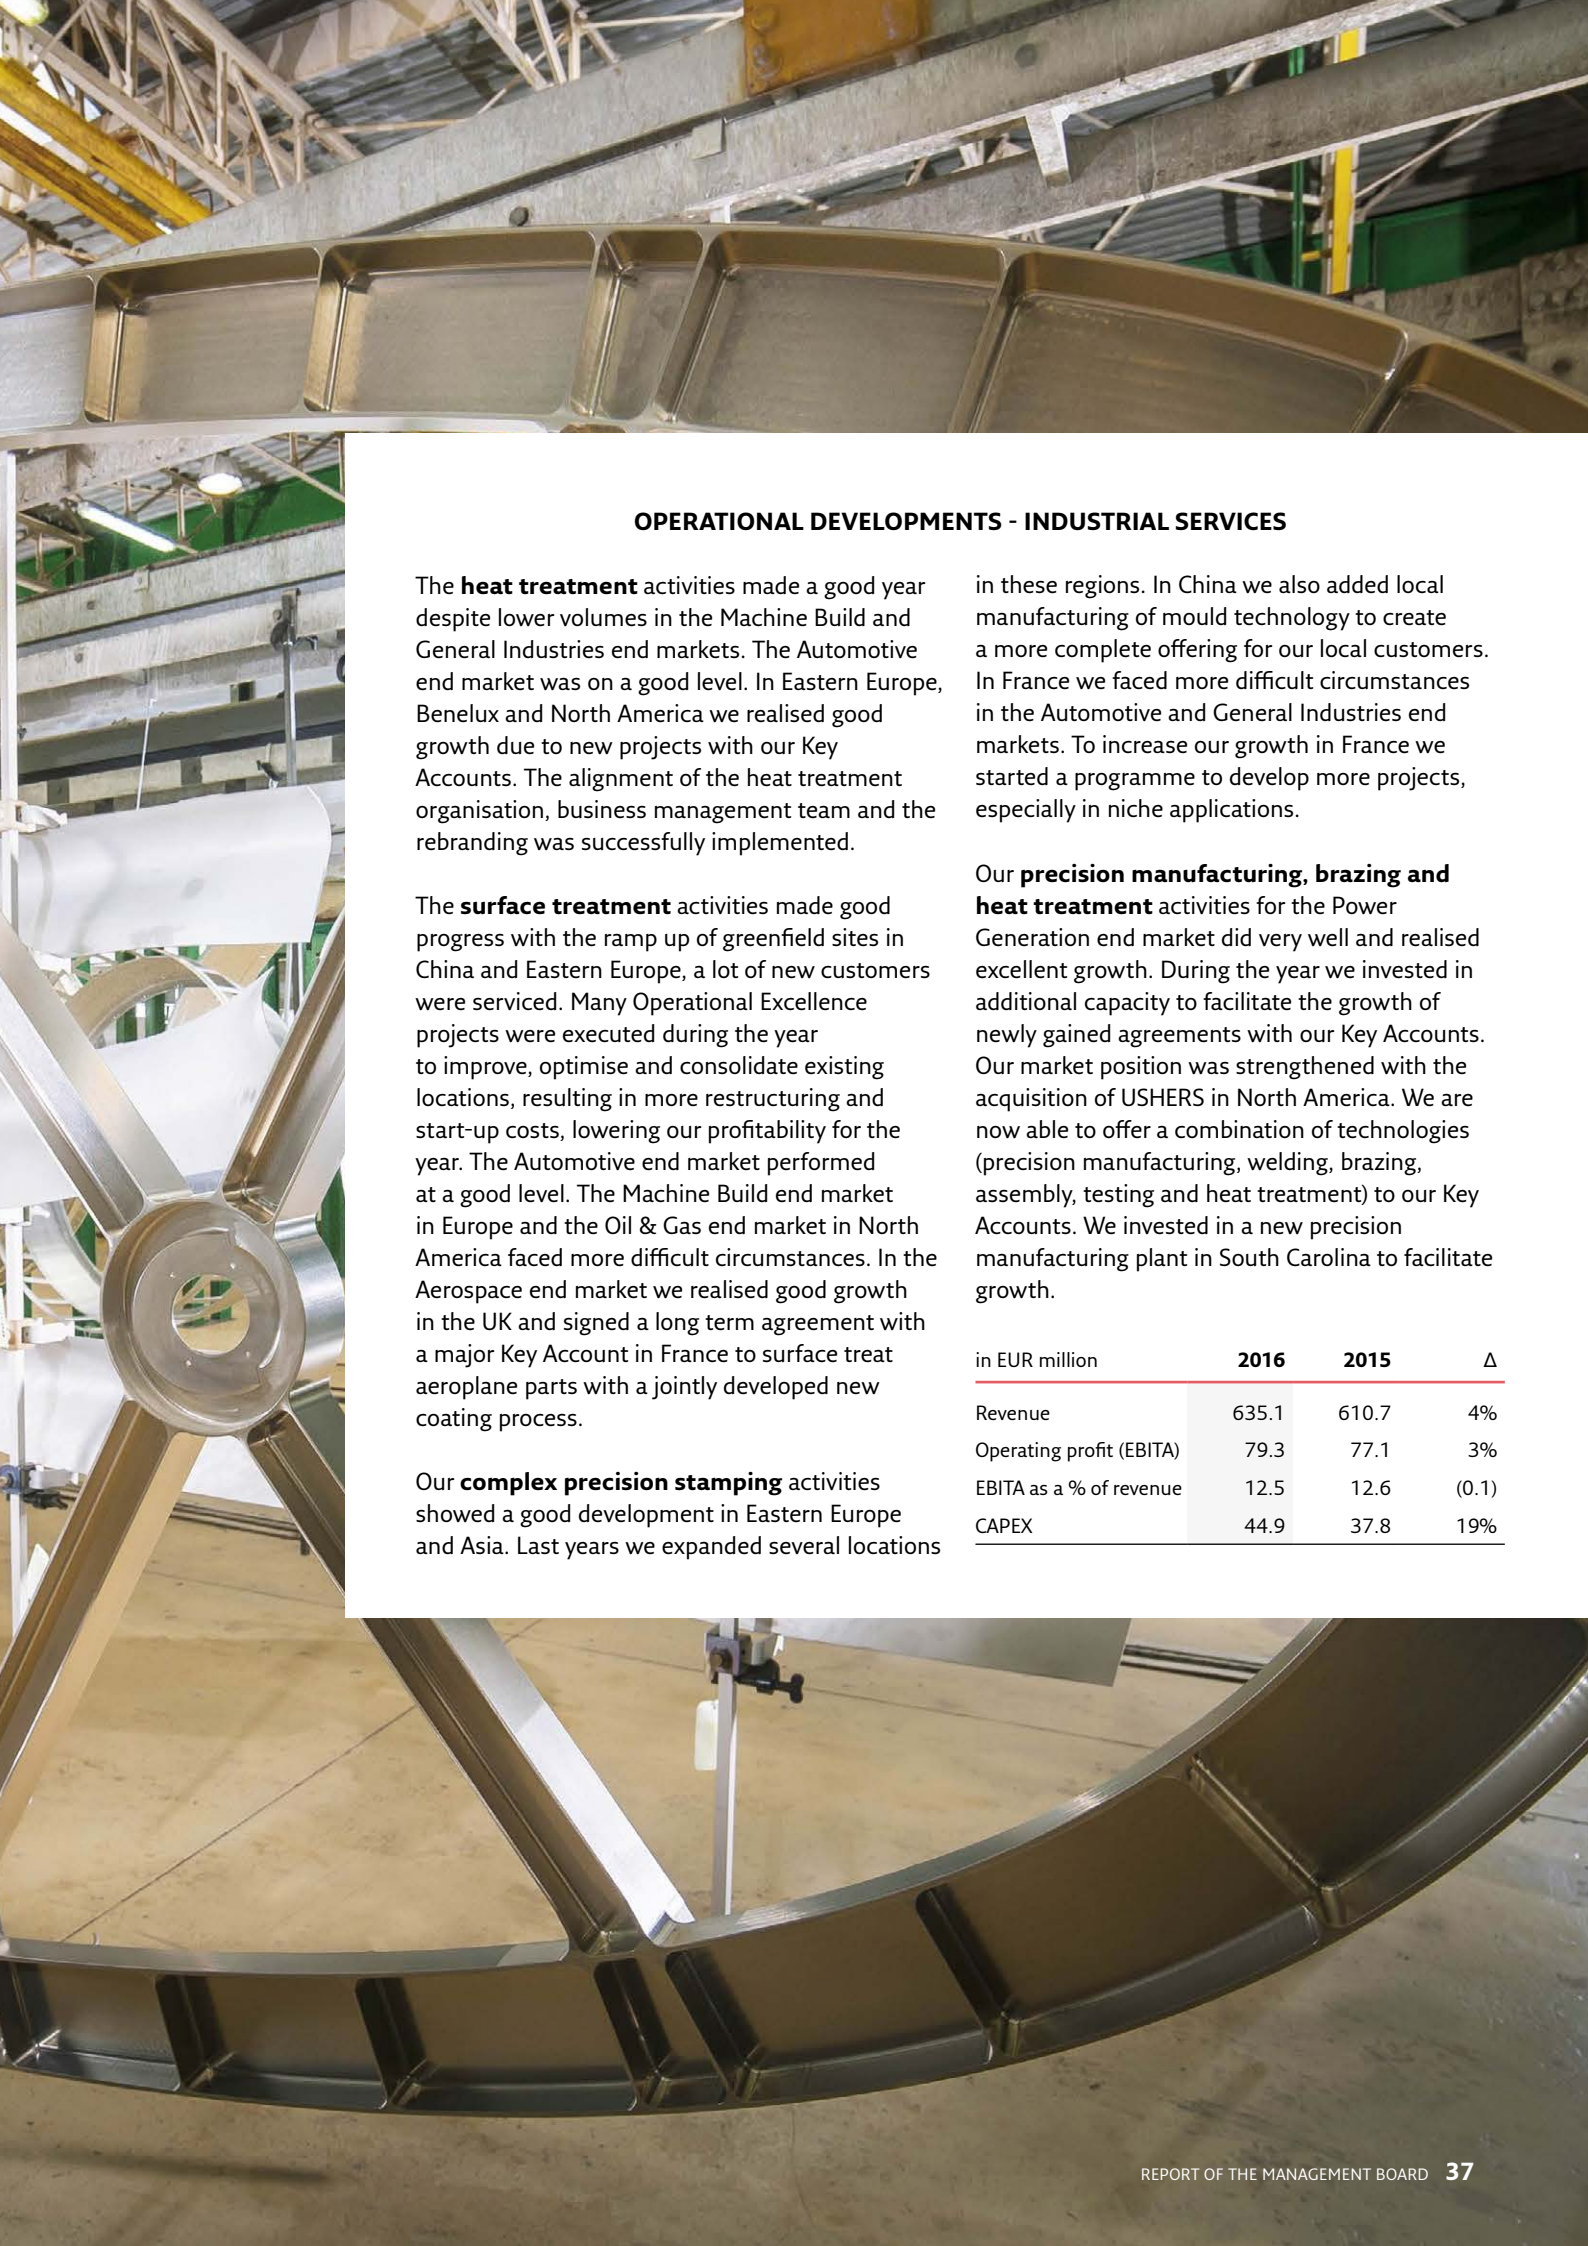 OPERATIONAL DEVELOPMENTS - INDUSTRIAL SERVICES
The heat treatment activities made a good year
despite lower volumes in the Machine Build and
General Industries end markets. The Automotive
end market was on a good level. In Eastern Europe,
Benelux and North America we realised good
growth due to new projects with our Key
Accounts. The alignment of the heat treatment
organisation, business management team and the
rebranding was successfully implemented.
The surface treatment activities made good
progress with the ramp up of greenfield sites in
China and Eastern Europe, a lot of new customers
were serviced. Many Operational Excellence
projects were executed during the year
to improve, optimise and consolidate existing
locations, resulting in more restructuring and
start-up costs, lowering our profitability for the
year. The Automotive end market performed
at a good level. The Machine Build end market
in Europe and the Oil & Gas end market in North
America faced more difficult circumstances. In the
Aerospace end market we realised good growth
in the UK and signed a long term agreement with
a major Key Account in France to surface treat
aeroplane parts with a jointly developed new
coating process.
Our complex precision stamping activities
showed a good development in Eastern Europe
and Asia. Last years we expanded several locations
in these regions. In China we also added local
manufacturing of mould technology to create
a more complete offering for our local customers.
In France we faced more difficult circumstances
in the Automotive and General Industries end
markets. To increase our growth in France we
started a programme to develop more projects,
especially in niche applications.
Our precision manufacturing, brazing and
heat treatment activities for the Power
Generation end market did very well and realised
excellent growth. During the year we invested in
additional capacity to facilitate the growth of
newly gained agreements with our Key Accounts.
Our market position was strengthened with the
acquisition of USHERS in North America. We are
now able to offer a combination of technologies
(precision manufacturing, welding, brazing,
assembly, testing and heat treatment) to our Key
Accounts. We invested in a new precision
manufacturing plant in South Carolina to facilitate
growth.
in EUR million 2016 2015 Δ
Revenue 635.1 610.7 4%
Operating profit (EBITA) 79.3 77.1 3%
EBITA as a % of revenue 12.5 12.6 (0.1)
CAPEX 44.9 37.8 19%
REPORT OF THE MANAGEMENT BOARD 37